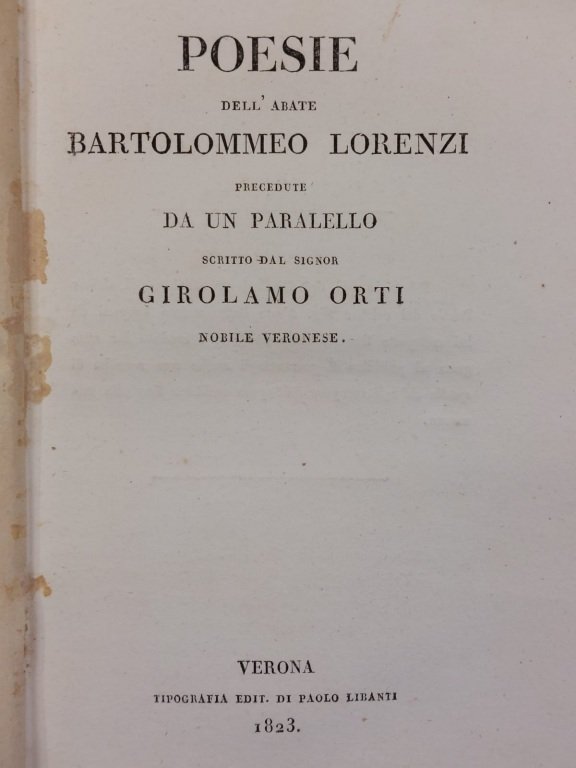 POESIE
DELL' ABATE
BARTOLOMMEO LORENZI
PRECEDUTE
DA UN PARALELLO
SCRITTO DAL SIGNOR
GIROLAMO ORTI
NOBILE VERONESE.
VERONA
TIPOGRAFIA EDIT. DI PAOLO LIBANTI
1823.